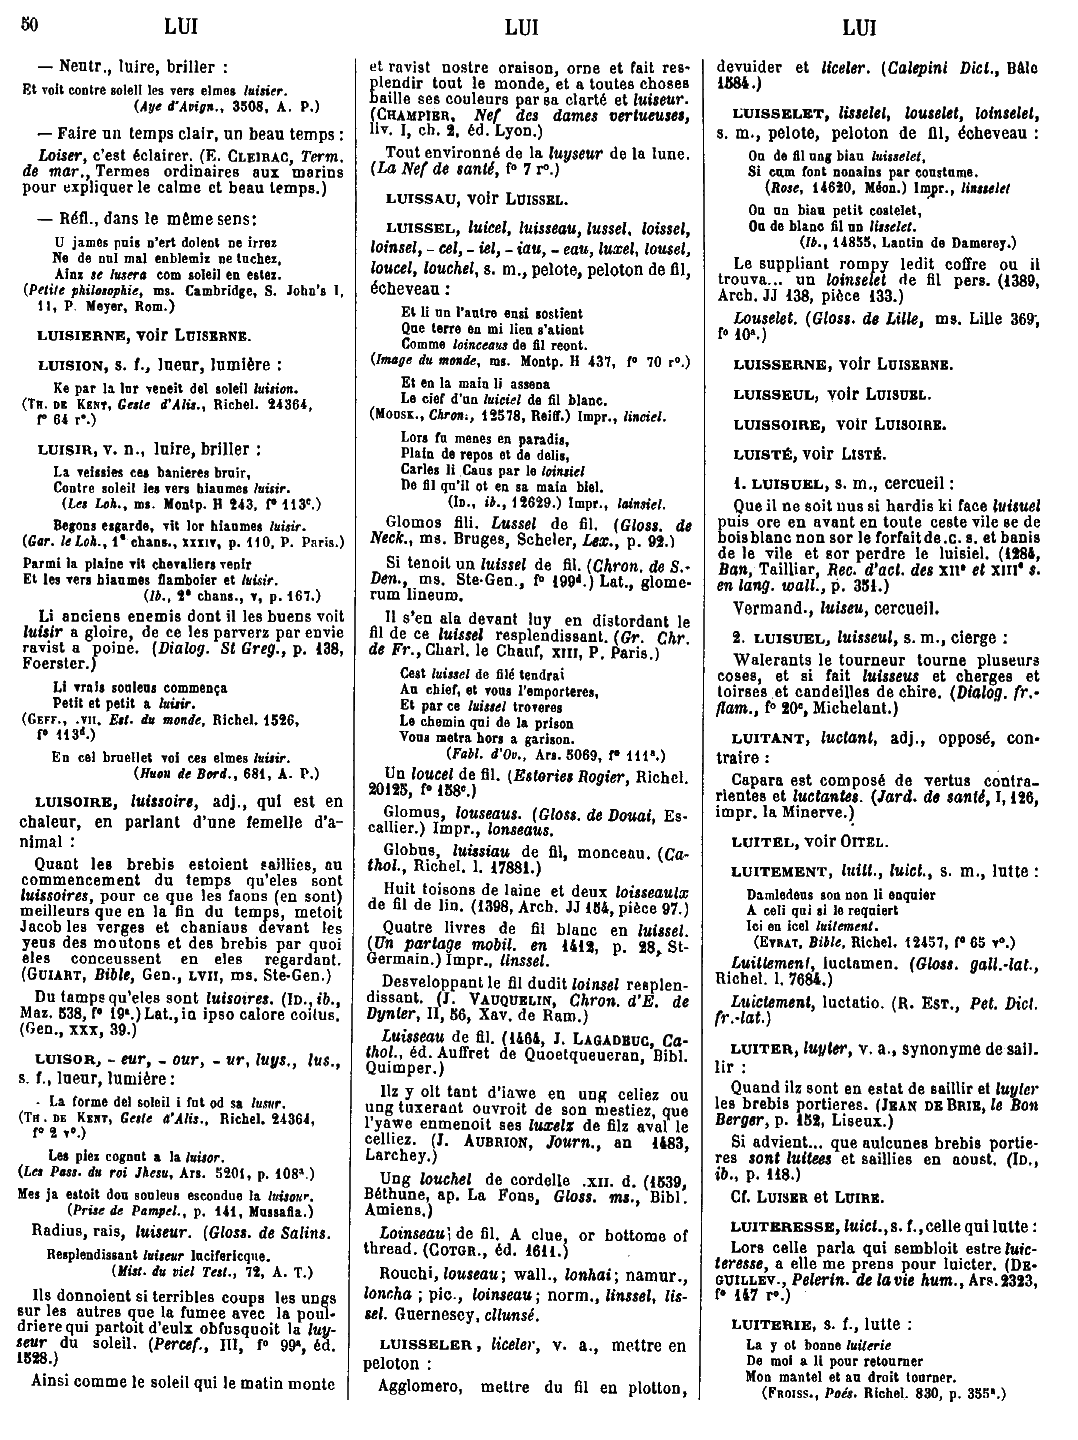 50 LUI LUI LUI
— Neutr., luire, briller :
Et voit contre soleil les vers elmes luisier.
(Aye d'Avign., 3508, A. P.)
— Faire un temps clair, un beau temps :
Loiser, c'est éclairer. (E. CLEIRAC, Term.
de mar., Termes ordinaires aux marins
pour expliquer le calme et beau temps.)
— Réfl., dans le même sens :
U james puis n'ert dolent ne irrez
Ne de nul mal enblemiz ne tuchez,
Ainz se lusera com soleil en estez.
(Petite philosophie, ms. Cambridge, S. John's I,
11, P. Meyer, Rom.)
LUISIERNE, voir LUISERNE.
LUISION, s. f., lueur, lumière :
Ke par la lur veneit del soleil luision.
(TH. DE KENT, Geste d'Alis., Richel. 24364,
f° 64 r°.)
LUISIR, v. n., luire, briller :
La veissies ces banieres bruir,
Contre soleil les vers hiaumes luisir.
(Les Loh., ms. Montp. H 243, f° 113ᶜ.)
Begons esgarde, vit lor hiaumes luisir.
(Gar. le Loh., 1ᵉ chans., XXXIV, p. 110, P. Paris.)
Parmi la plaine vit chevaliers venir
Et les vers hiaumes flamboier et luisir.
(Ib., 2ᵉ chans., V, p. 167.)
Li anciens enemis dont il les buens voit
luisir a gloire, de ce les parverz par envie
ravist a poine. (Dialog. St Greg., p. 138,
Foerster.)
Li vrais souleus commença
Petit et petit a luisir.
(GEFF., .VII. Est. du monde, Richel. 1526,
f° 113ᵈ.)
En cel bruellet voi ces elmes luisir.
(Huon de Bord., 681, A. P.)
LUISOIRE, luissoire, adj., qui est en
chaleur, en parlant d'une femelle d'a-
nimal :
Quant les brebis estoient saillies, au
commencement du temps qu'eles sont
luissoires, pour ce que les faons (en sont)
meilleurs que en la fin du temps, metoit
Jacob les verges et chaniaus devant les
yeus des moutons et des brebis par quoi
eles conceussent en eles regardant.
(GUIART, Bible, Gen., LVII, ms. Ste-Gen.)
Du tamps qu'eles sont luisoires. (ID., ib.,
Maz. 538, f° 19ᵃ.) Lat., in ipso calore coitus.
(Gen., XXX, 39.)
LUISOR, - eur, - our, - ur, luys., lus.,
s. f., lueur, lumière :
La forme del soleil i fut od sa lusur.
(TH. DE KENT, Geste d'Alis., Richel. 24364,
f° 2 v°.)
Les piez cognut a la luisor.
(Les Pass. du roi Jhesu, Ars. 5201, p. 108ᵃ.)
Mes ja estoit dou souleus escondue la luisour.
(Prise de Pampel., p. 141, Mussafia.)
Radius, rais, luiseur. (Gloss. de Salins.
Resplendissant luiseur lucifericque.
(Mist. du viel Test., 72, A. T.)
Ils donnoient si terribles coups les ungs
sur les autres que la fumee avec la poul-
driere qui partoit d'eulx obfusquoit la luy-
seur du soleil. (Percef., III, f° 99ᵃ, éd.
1528.)
Ainsi comme le soleil qui le matin monte
et ravist nostre oraison, orne et fait res-
plendir tout le monde, et a toutes choses
baille ses couleurs par sa clarté et luiseur.
(CHAMPIER, Nef des dames vertueuses,
liv. I, ch. 2, éd. Lyon.)
Tout environné de la luyseur de la lune.
(La Nef de santé, f° 7 r°.)
LUISSAU, voir LUISSEL.
LUISSEL, luicel, luisseau, lussel, loissel,
loinsel, - cel, - iel, - iau, - eau, luxel, lousel,
loucel, louchel, s. m., pelote, peloton de fil,
écheveau :
Et li un l'autre ensi sostient
Que terre en mi lieu s'atient
Comme loinceaus de fil reont.
(Image du monde, ms. Montp. H 437, f° 70 r°.)
Et en la main li assena
Le cief d'un luiciel de fil blanc.
(MOUSK., Chron., 12578, Reiff.) Impr., linciel.
Lors fu menes en paradis,
Plain de repos et de delis,
Carles li Caus par le loinsiel
De fil qu'il ot en sa main biel.
(ID., ib., 12629.) Impr., lainsiel.
Glomos fili. Lussel de fil. (Gloss. de
Neck., ms. Bruges, Scheler, Lex., p. 92.)
Si tenoit un luissel de fil. (Chron. de S.-
Den., ms. Ste-Gen., f° 199ᵈ.) Lat., glome-
rum lineum.
Il s'en ala devant luy en distordant le
fil de ce luissel resplendissant. (Gr. Chr.
de Fr., Charl. le Chauf, XIII, P. Paris.)
Cest luissel de filé tendrai
Au chief, et vous l'emporteres,
Et par ce luissel troveres
Le chemin qui de la prison
Vous metra hors a garison.
(Fabl. d'Ov., Ars. 5069, f° 111ᵃ.)
Un loucel de fil. (Estories Rogier, Richel.
20125, f° 158ᶜ.)
Glomus, louseaus. (Gloss. de Douai, Es-
callier.) Impr., lonseaus.
Globus, luissiau de fil, monceau. (Ca-
thol., Richel. l. 17881.)
Huit toisons de laine et deux loisseaulx
de fil de lin. (1398, Arch. JJ 154, pièce 97.)
Quatre livres de fil blanc en luissel.
(Un partage mobil. en 1412, p. 28, St-
Germain.) Impr., linssel.
Desveloppant le fil dudit loinsel resplen-
dissant. (J. VAUQUELIN, Chron. d'E. de
Dynter, II, 56, Xav. de Ram.)
Luisseau de fil. (1464, J. LAGADEUC, Ca-
thol., éd. Auffret de Quoetqueueran, Bibl.
Quimper.)
Ilz y olt tant d'iawe en ung celiez ou
ung tuxerant ouvroit de son mestiez, que
l'yawe enmenoit ses luxelz de filz aval le
celliez. (J. AUBRION, Journ., an 1483,
Larchey.)
Ung louchel de cordelle .XII. d. (1539,
Béthune, ap. La Fons, Gloss. ms., Bibl.
Amiens.)
Loinseau de fil. A clue, or bottome of
thread. (COTGR., éd. 1611.)
Rouchi, louseau ; wall., lonhai ; namur.,
loncha ; pic., loinseau ; norm., linssel, lis-
sel. Guernesey, cllunsé.
LUISSELER, liceler, v. a., mettre en
peloton :
Agglomero, mettre du fil en plotton,
devuider et liceler. (Calepini Dict., Bâle
1584.)
LUISSELET, lisselet, louselet, loinselet,
s. m., pelote, peloton de fil, écheveau :
Ou de fil ung biau luisselet,
Si cum font nonains par coustume.
(Rose, 14620, Méon.) Impr., linsselet
Ou un biau petit costelet,
Ou de blanc fil un lisselet.
(Ib., 14855, Lantin de Damerey.)
Le suppliant rompy ledit coffre ou il
trouva... un loinselet de fil pers. (1389,
Arch. JJ 138, pièce 133.)
Louselet. (Gloss. de Lille, ms. Lille 369,
f° 10ᵃ.)
LUISSERNE, voir LUISERNE.
LUISSEUL, voir LUISUEL.
LUISSOIRE, voir LUISOIRE.
LUISTÉ, voir LISTÉ.
1. LUISUEL, s. m., cercueil :
Que il ne soit nus si hardis ki face luisuel
puis ore en avant en toute ceste vile se de
bois blanc non sor le forfait de .c. s. et banis
de le vile et sor perdre le luisiel. (1284,
Ban, Tailliar, Rec. d'act. des XIIᵉ et XIIIᵉ s.
en lang. wall., p. 351.)
Vermand., luiseu, cercueil.
2. LUISUEL, luisseul, s. m., cierge :
Walerants le tourneur tourne pluseurs
coses, et si fait luisseus et cherges et
toirses et candeilles de chire. (Dialog. fr.-
flam., f° 20ᶜ, Michelant.)
LUITANT, luctant, adj., opposé, con-
traire :
Capara est composé de vertus contra-
rientes et luctantes. (Jard. de santé, I, 126,
impr. la Minerve.)
LUITEL, voir OITEL.
LUITEMENT, luitt., luict., s. m., lutte :
Damledeus son non li enquier
A celi qui si le requiert
Ici en icel luitement.
(EVRAT, Bible, Richel. 12457, f° 65 v°.)
Luittement, luctamen. (Gloss. gall.-lat.,
Richel. l. 7684.)
Luictement, luctatio. (R. EST., Pet. Dict.
fr.-lat.)
LUITER, luyter, v. a., synonyme de sail-
lir :
Quand ilz sont en estat de saillir et luyter
les brebis portieres. (JEAN DE BRIE, le Bon
Berger, p. 152, Liseux.)
Si advient... que aulcunes brebis portie-
res sont luitees et saillies en aoust. (ID.,
ib., p. 118.)
Cf. LUISER et LUIRE.
LUITERESSE, luict., s. f., celle qui lutte :
Lors celle parla qui sembloit estre luic-
teresse, a elle me prens pour luicter. (DE-
GUILLEV., Pelerin. de la vie hum., Ars. 2323,
f° 147 r°.)
LUITERIE, s. f., lutte :
La y ot bonne luiterie
De moi a li pour retourner
Mon mantel et au droit tourner.
(FROISS., Poés. Richel. 830, p. 355ᵃ.)